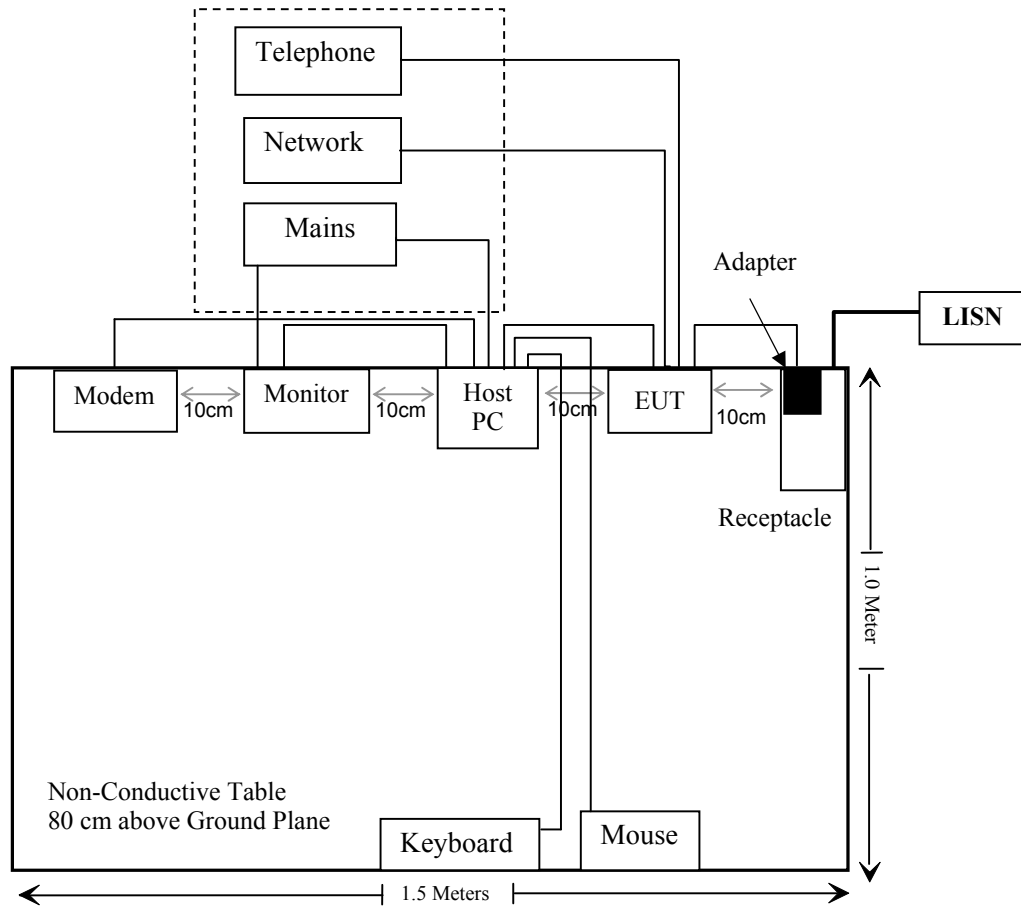 Telephone
Network
Mains
Adapter
LISN
Modem
10cm
Monitor
10cm
Host
PC
10cm
EUT
10cm
Receptacle
1.0 Meter
Non-Conductive Table
80 cm above Ground Plane
Keyboard
Mouse
1.5 Meters